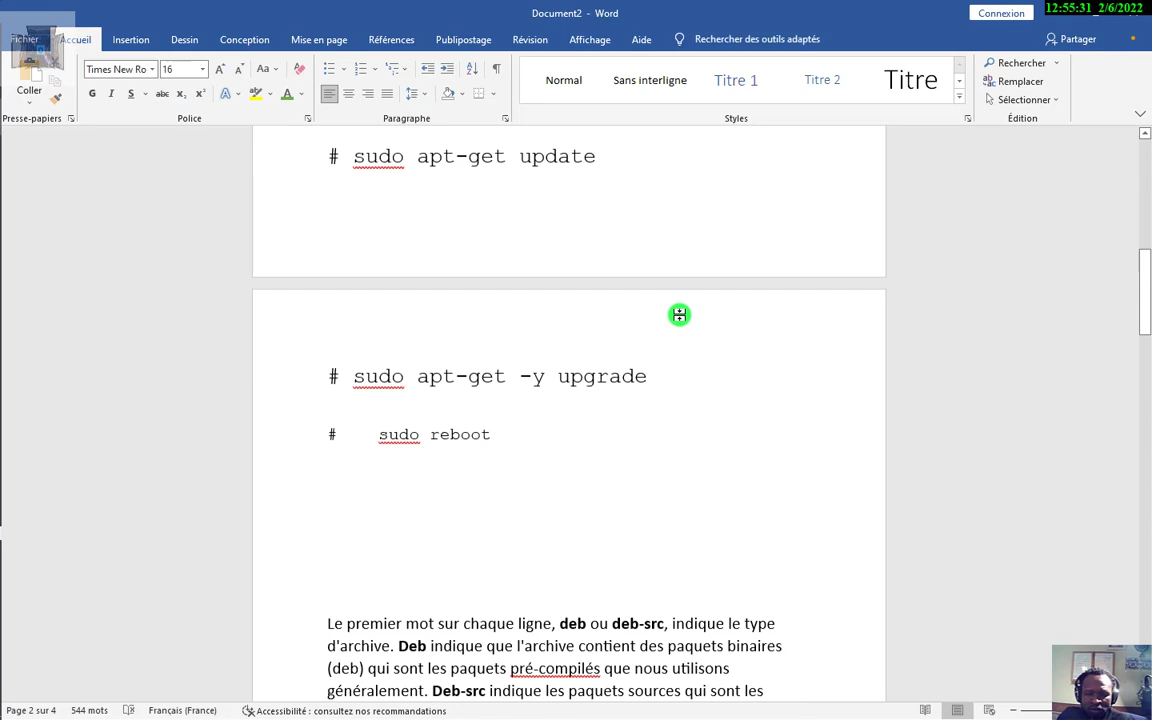 Document2 - Word
Connexion
12:55:31 2/6/2022
Fichier Accueil Insertion Dessin Conception Mise en page Références Publipostage Révision Affichage Aide Rechercher des outils adaptés Partager
Times New Ro 16 Aa
Normal Sans interligne Titre 1 Titre 2 Titre
Rechercher
Remplacer
Sélectionner
Coller
G I S abc x₂ x² A ab A
Presse-papiers Police Paragraphe Styles Édition
# sudo apt-get update
# sudo apt-get -y upgrade
# sudo reboot
Le premier mot sur chaque ligne, deb ou deb-src, indique le type
d'archive. Deb indique que l'archive contient des paquets binaires
(deb) qui sont les paquets pré-compilés que nous utilisons
généralement. Deb-src indique les paquets sources qui sont les
Page 2 sur 4 544 mots Français (France) Accessibilité : consultez nos recommandations